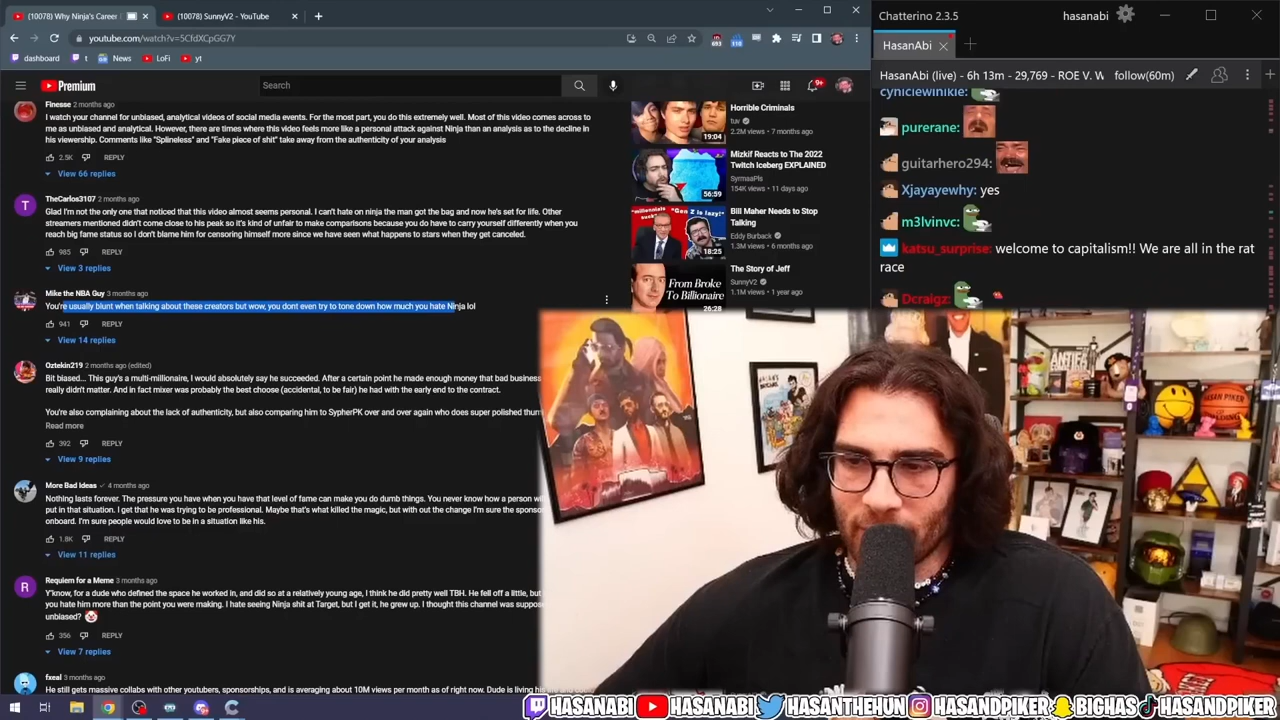 (10078) Why Ninja's Career
(10078) SunnyV2 - YouTube
youtube.com/watch?v=5CfdXCpGG7Y
dashboard
t
News
LoFi
yt
Premium
Search
9+
Finesse 2 months ago
I watch your channel for unbiased, analytical videos of social media events. For the most part, you do this extremely well. Most of this video comes across to
me as unbiased and analytical. However, there are times where this video feels more like a personal attack against Ninja than an analysis as to the decline in
his viewership. Comments like "Splineless" and "Fake piece of shit" take away from the authenticity of your analysis
2.5K REPLY
View 66 replies
T
TheCarlos3107 2 months ago
Glad I'm not the only one that noticed that this video almost seems personal. I can't hate on ninja the man got the bag and now he's set for life. Other
streamers mentioned didn't come close to his peak so it's kind of unfair to make comparisons because you do have to carry yourself differently when you
reach big fame status so I don't blame him for censoring himself more since we have seen what happens to stars when they get canceled.
985 REPLY
View 3 replies
Mike the NBA Guy 3 months ago
You're usually blunt when talking about these creators but wow, you dont even try to tone down how much you hate Ninja lol
941 REPLY
View 14 replies
Oztekin219 2 months ago (edited)
Bit biased... This guy's a multi-millionaire, I would absolutely say he succeeded. After a certain point he made enough money that bad business
really didn't matter. And in fact mixer was probably the best choose (accidental, to be fair) he had with the early end to the contract.
You're also complaining about the lack of authenticity, but also comparing him to SypherPK over and over again who does super polished thum
Read more
392 REPLY
View 9 replies
More Bad Ideas 4 months ago
Nothing lasts forever. The pressure you have when you have that level of fame can make you do dumb things. You never know how a person wil
put in that situation. I get that he was trying to be professional. Maybe that's what killed the magic, but with out the change I'm sure the sponso
onboard. I'm sure people would love to be in a situation like his.
1.8K REPLY
View 11 replies
R
Requiem for a Meme 3 months ago
Y'know, for a dude who defined the space he worked in, and did so at a relatively young age, I think he did pretty well TBH. He fell off a little, but
you hate him more than the point you were making. I hate seeing Ninja shit at Target, but I get it, he grew up. I thought this channel was suppos
unbiased?
356 REPLY
View 7 replies
fxeal 3 months ago
He still gets massive collabs with other youtubers, sponsorships, and is averaging about 10M views per month as of right now. Dude is living his
19:04
Horrible Criminals
tuv
2.2M views • 7 months ago
56:59
Mizkif Reacts to The 2022
Twitch Iceberg EXPLAINED
SyrmsaPls
154K views • 11 days ago
"millennials suck"
"Gen Z is lazy!"
18:25
Bill Maher Needs to Stop
Talking
Eddy Burback
1.3M views • 6 months ago
From Broke
To Billionaire
26:28
The Story of Jeff
SunnyV2
1.1M views • 1 year ago
Chatterino 2.3.5
hasanabi
HasanAbi
HasanAbi (live) - 6h 13m - 29,769 - ROE V. W
follow(60m)
cyniclewinkle:
purerane:
guitarhero294:
Xjayayewhy: yes
m3lvinvc:
katsu_surprise: welcome to capitalism!! We are all in the rat
race
Dcraigz:
ANTIFA
HASAN PIKER
HASANABI HASANABI HASANTHEHUN HASANDPIKER BIGHAS HASANDPIKER